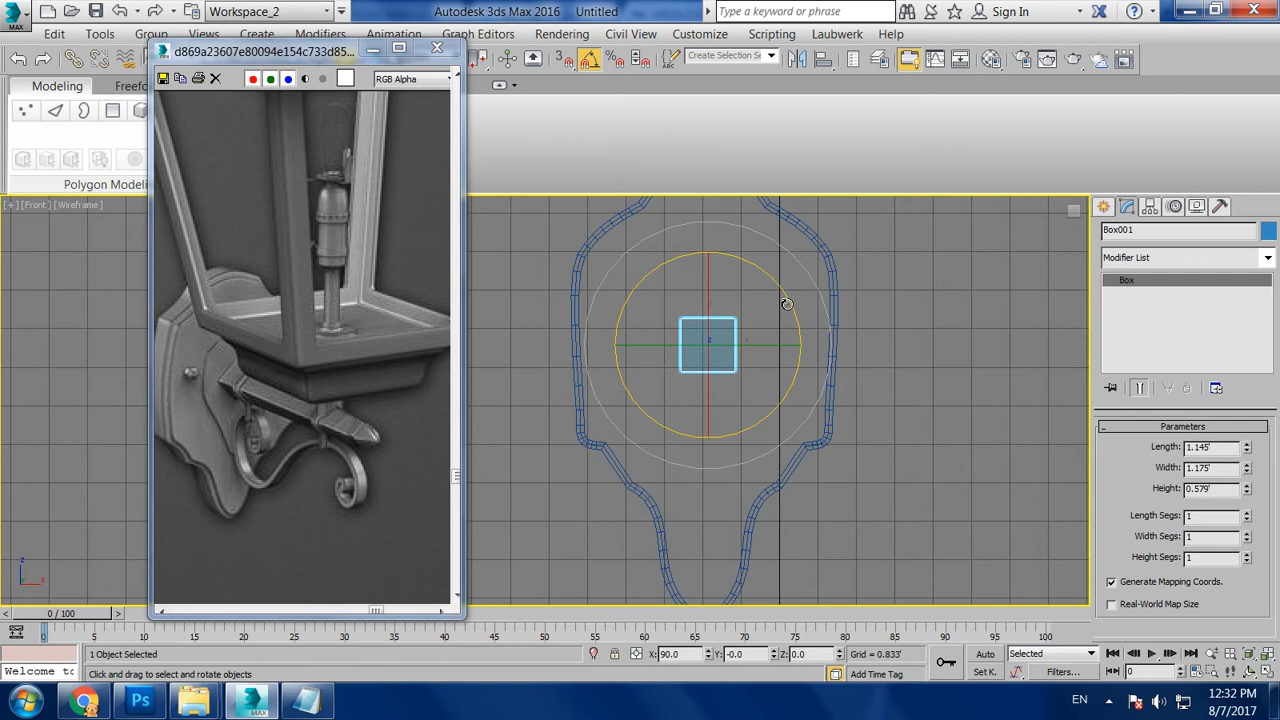 Workspace_2
Autodesk 3ds Max 2016
Untitled
Type a keyword or phrase
Sign In
MAX
Edit
Tools
Group
Views
Create
Modifiers
Graph Editors
Rendering
Civil View
Customize
Scripting
Laubwerk
Help
d869a23607e80094e154c733d85...
Create Selection Se
RGB Alpha
Modeling
Freefo
Polygon Modeli
[+] [Front] [Wireframe]
z
z
x
Box001
Modifier List
Box
Parameters
Length: 1.145'
Width: 1.175'
Height: 0.579'
Length Segs: 1
Width Segs: 1
Height Segs: 1
Generate Mapping Coords.
Real-World Map Size
0 / 100
0 5 10 15 20 25 30 35 40 45 50 55 60 65 70 75 80 85 90 95 100
1 Object Selected
X: 90.0
Y: -0.0
Z: 0.0
Grid = 0.833'
Auto
Selected
Welcome to
Click and drag to select and rotate objects
Add Time Tag
Set K.
Filters...
0
Ps
MAX
EN
12:32 PM
8/7/2017